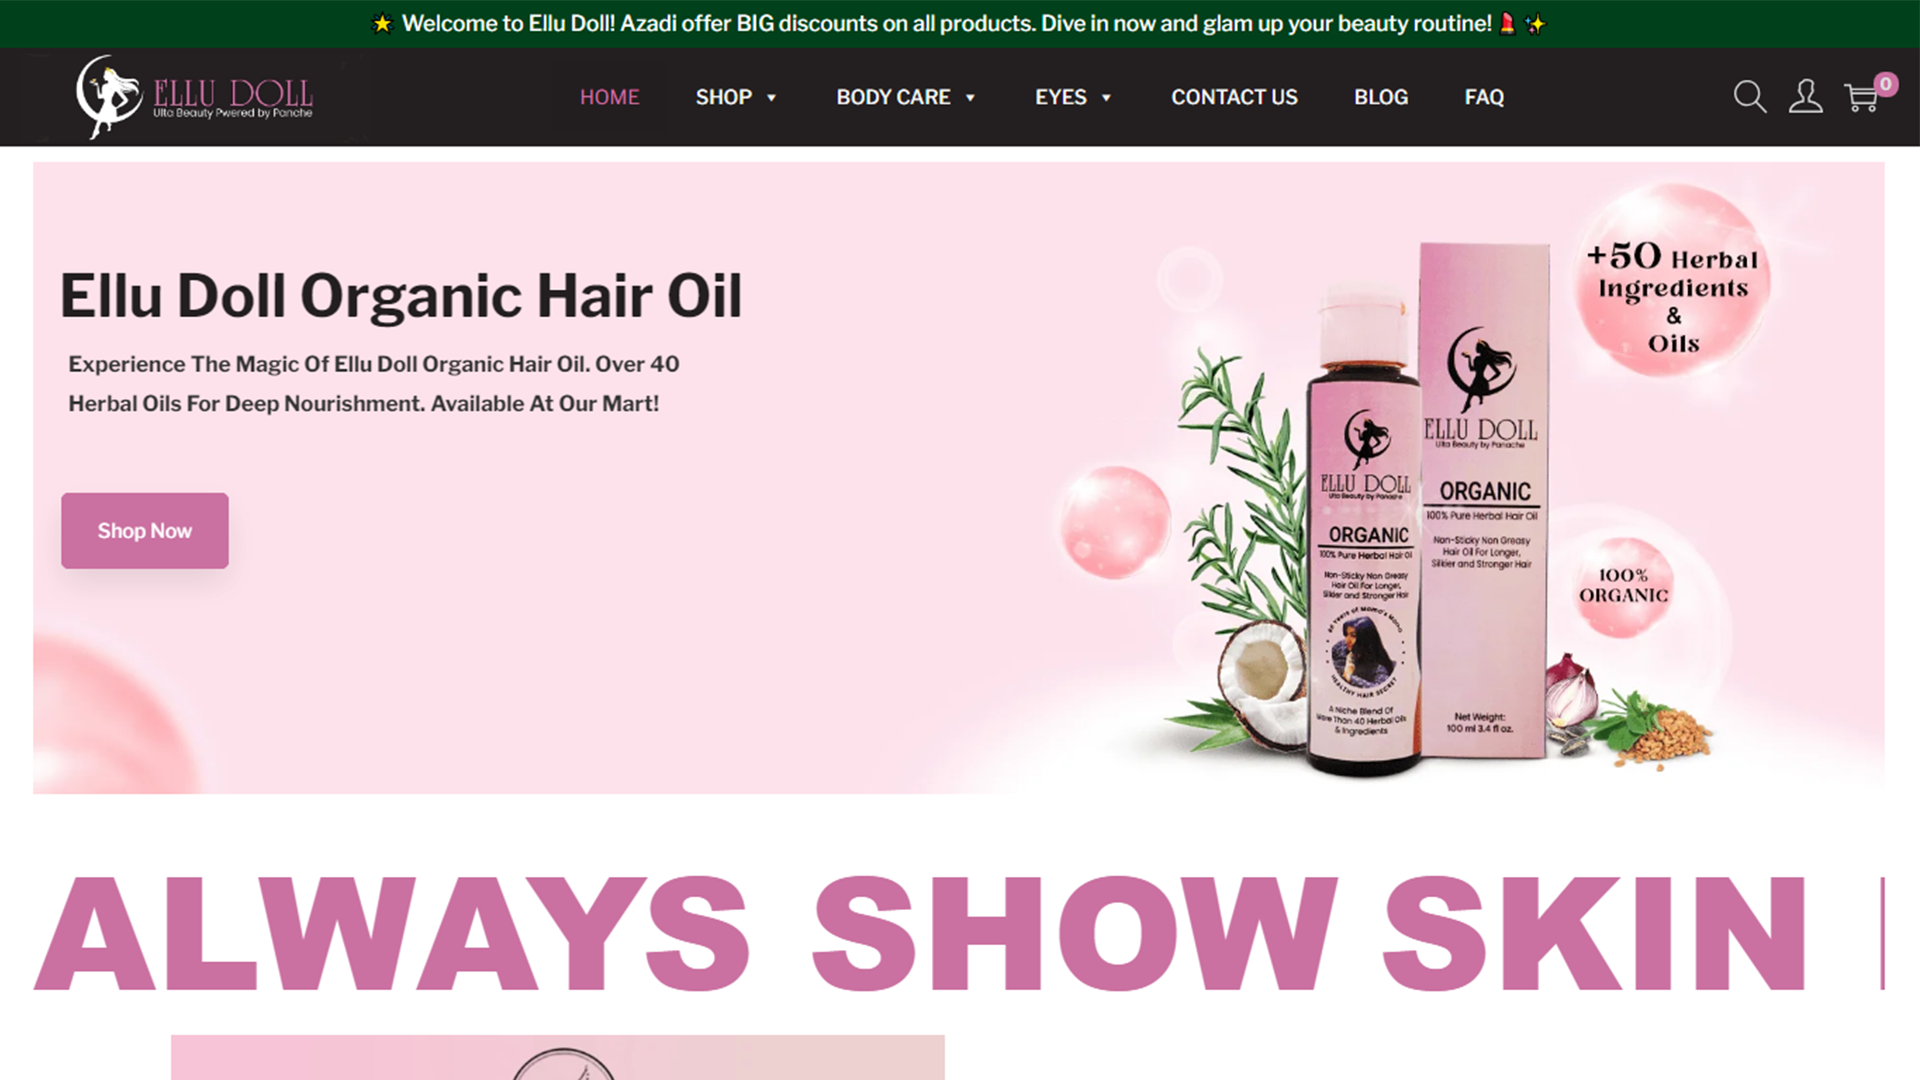 Welcome to Ellu Doll! Azadi offer BIG discounts on all products. Dive in now and glam up your beauty routine!
ELLU DOLL
Ulta Beauty Pwered by Panche
HOME
SHOP
BODY CARE
EYES
CONTACT US
BLOG
FAQ
0
Ellu Doll Organic Hair Oil
Experience The Magic Of Ellu Doll Organic Hair Oil. Over 40
Herbal Oils For Deep Nourishment. Available At Our Mart!
Shop Now
+50 Herbal
Ingredients
&
Oils
ELLU DOLL
Ulta Beauty by Panache
ORGANIC
100% Pure Herbal Hair Oil
Non-Sticky Non Greasy
Hair Oil For Longer,
Silkier and Stronger Hair
Net Weight:
100 ml 3.4 fl oz.
ELLU DOLL
Ulta Beauty by Panache
ORGANIC
100% Pure Herbal Hair Oil
Non-Sticky Non Greasy
Hair Oil For Longer,
Silkier and Stronger Hair
HEALTHY HAIR SECRET
A Niche Blend Of
More Than 40 Herbal Oils
& Ingredients
100%
ORGANIC
ALWAYS SHOW SKIN